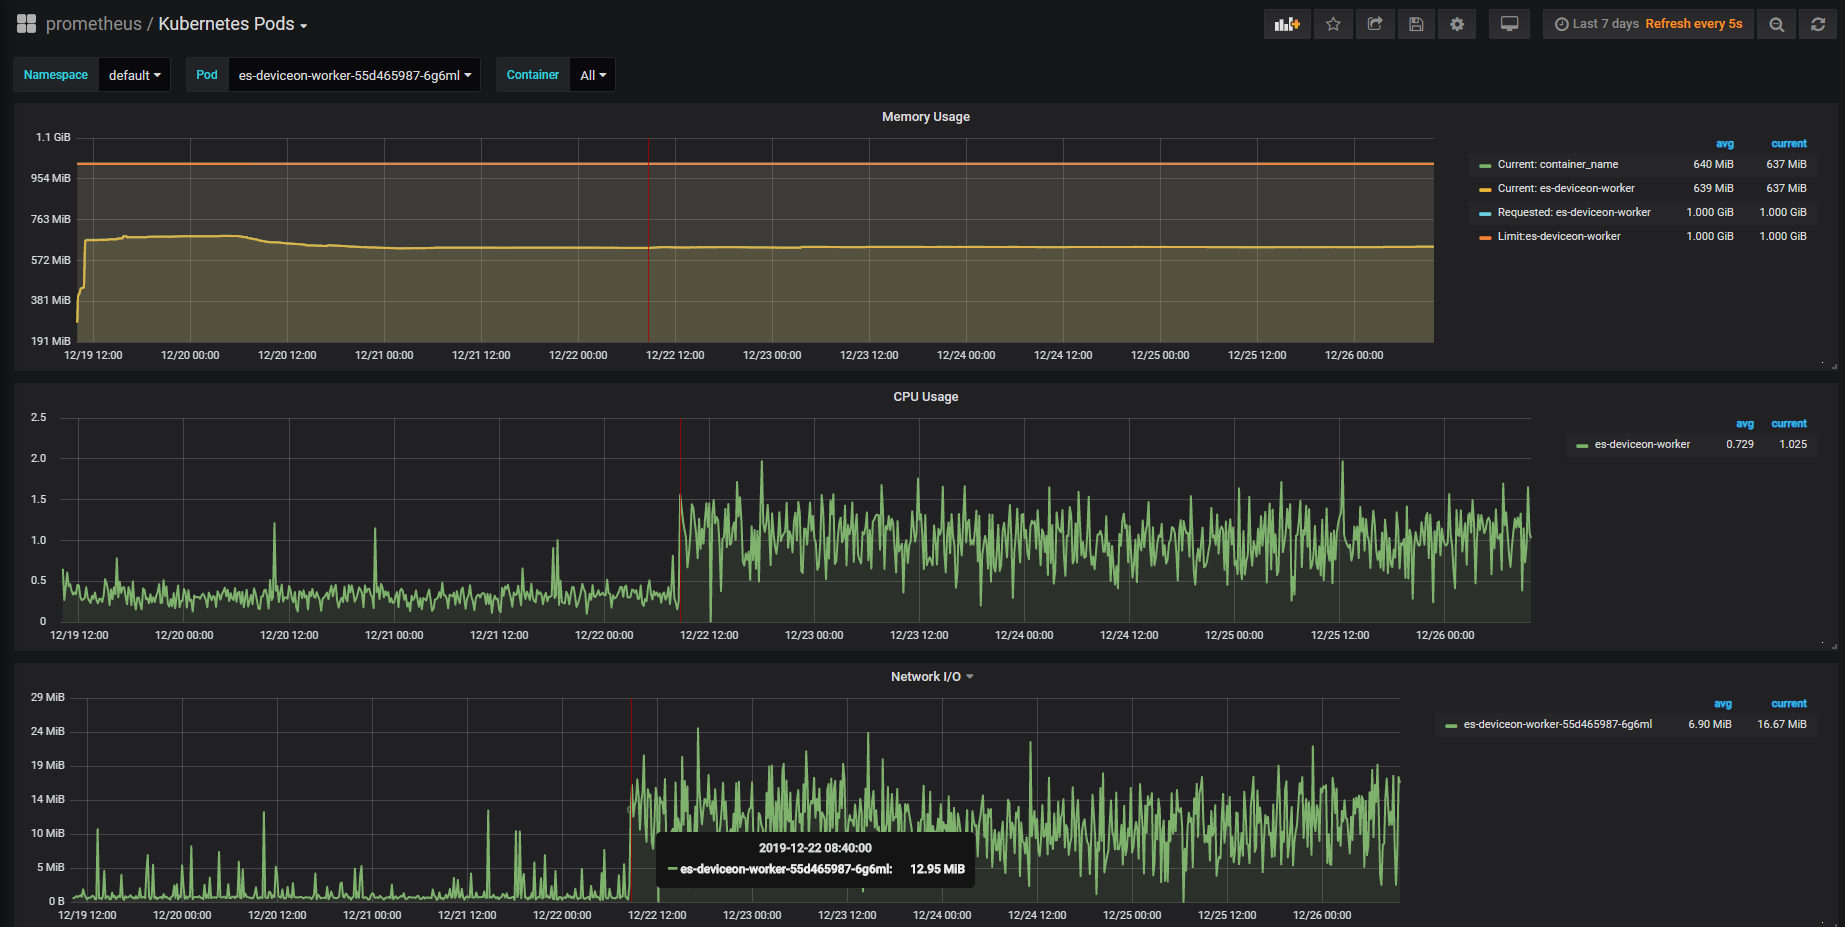 prometheus / Kubernetes Pods
Last 7 days Refresh every 5s
Namespace default Pod es-deviceon-worker-55d465987-6g6ml Container All
Memory Usage
1.1 GiB
954 MiB
763 MiB
572 MiB
381 MiB
191 MiB
12/19 12:00 12/20 00:00 12/20 12:00 12/21 00:00 12/21 12:00 12/22 00:00 12/22 12:00 12/23 00:00 12/23 12:00 12/24 00:00 12/24 12:00 12/25 00:00 12/25 12:00 12/26 00:00
avg current
Current: container_name 640 MiB 637 MiB
Current: es-deviceon-worker 639 MiB 637 MiB
Requested: es-deviceon-worker 1.000 GiB 1.000 GiB
Limit:es-deviceon-worker 1.000 GiB 1.000 GiB
CPU Usage
2.5
2.0
1.5
1.0
0.5
0
12/19 12:00 12/20 00:00 12/20 12:00 12/21 00:00 12/21 12:00 12/22 00:00 12/22 12:00 12/23 00:00 12/23 12:00 12/24 00:00 12/24 12:00 12/25 00:00 12/25 12:00 12/26 00:00
avg current
es-deviceon-worker 0.729 1.025
Network I/O
29 MiB
24 MiB
19 MiB
14 MiB
10 MiB
5 MiB
0 B
12/19 12:00 12/20 00:00 12/20 12:00 12/21 00:00 12/21 12:00 12/22 00:00 12/22 12:00 12/23 00:00 12/23 12:00 12/24 00:00 12/24 12:00 12/25 00:00 12/25 12:00 12/26 00:00
2019-12-22 08:40:00
es-deviceon-worker-55d465987-6g6ml: 12.95 MiB
avg current
es-deviceon-worker-55d465987-6g6ml 6.90 MiB 16.67 MiB